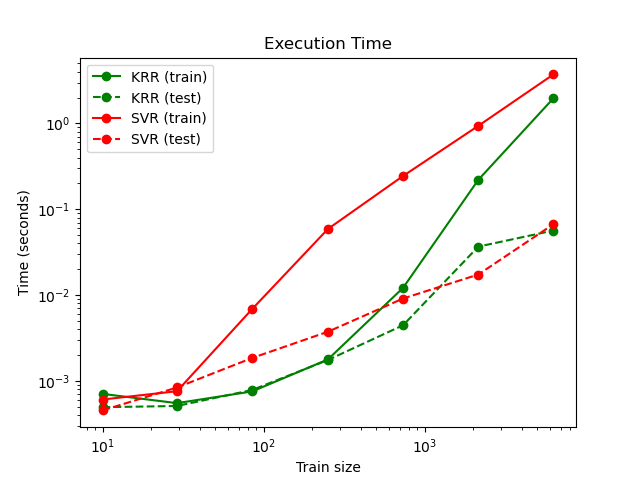 Execution Time
KRR (train)
KRR (test)
SVR (train)
SVR (test)
10⁰
10⁻¹
10⁻²
10⁻³
Time (seconds)
10¹
10²
10³
Train size